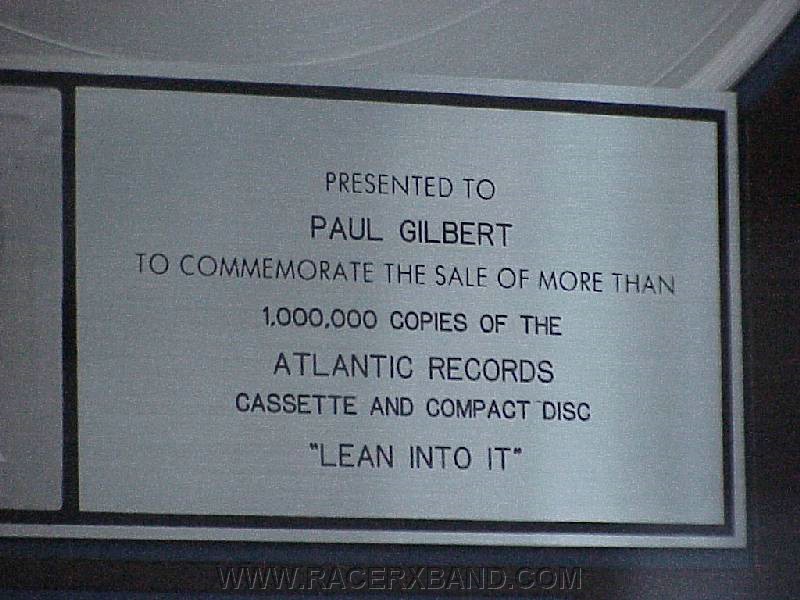 PRESENTED TO
PAUL GILBERT
TO COMMEMORATE THE SALE OF MORE THAN
1,000,000 COPIES OF THE
ATLANTIC RECORDS
CASSETTE AND COMPACT DISC
"LEAN INTO IT"
WWW.RACERXBAND.COM